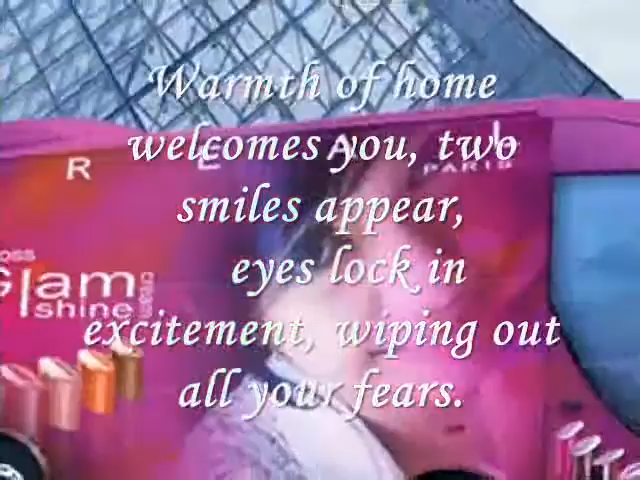 Warmth of home
welcomes you, two
R E A L
PARIS
smiles appear,
eyes lock in
Glam
shine
cream
excitement, wiping out
all your fears.